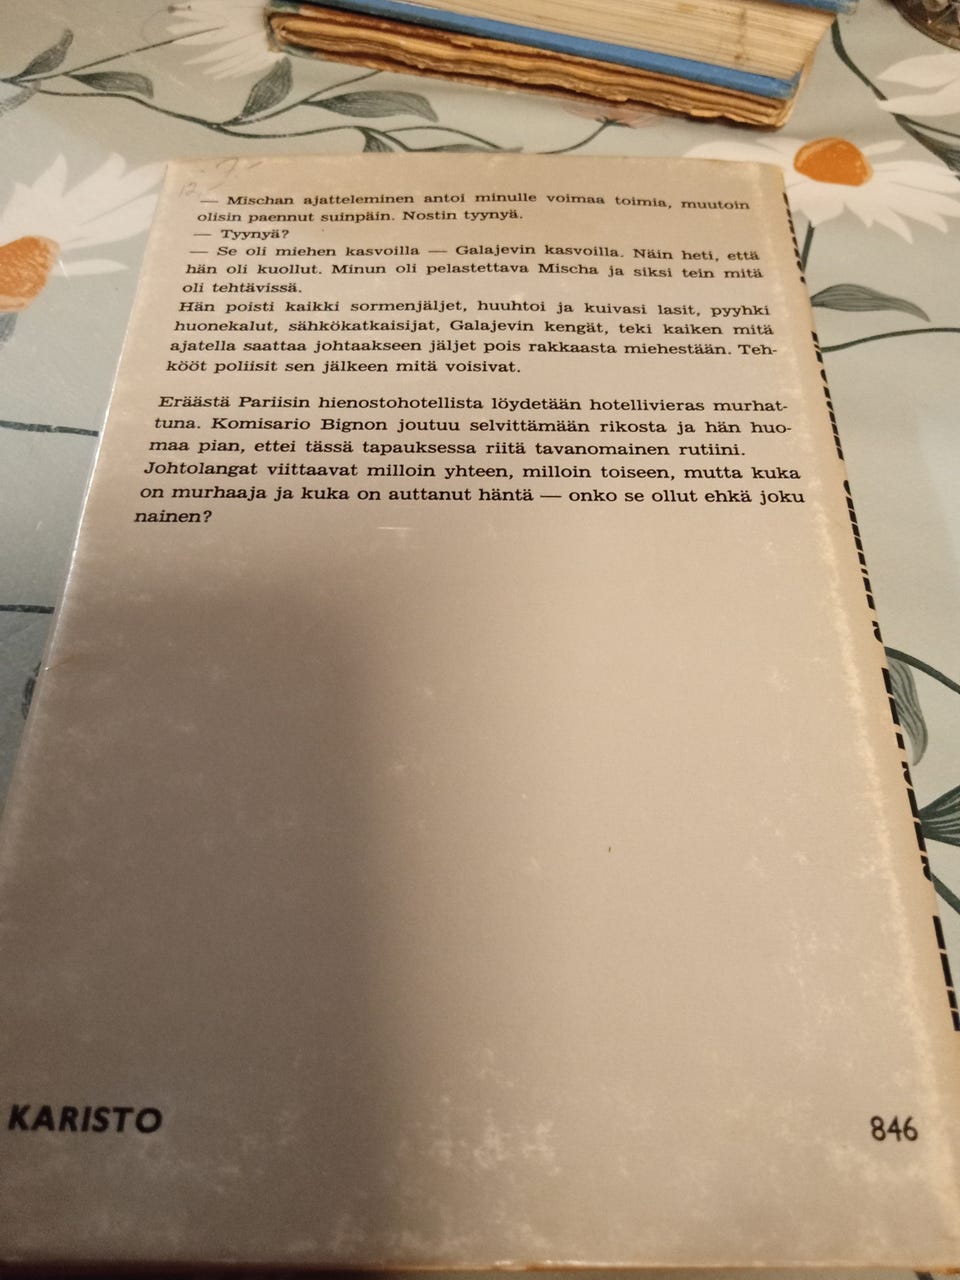 — Mischan ajatteleminen antoi minulle voimaa toimia, muutoin
olisin paennut suinpäin. Nostin tyynyä.
— Tyynyä?
— Se oli miehen kasvoilla — Galajevin kasvoilla. Näin heti, että
hän oli kuollut. Minun oli pelastettava Mischa ja siksi tein mitä
oli tehtävissä.
Hän poisti kaikki sormenjäljet, huuhtoi ja kuivasi lasit, pyyhki
huonekalut, sähkökatkaisijat, Galajevin kengät, teki kaiken mitä
ajatella saattaa johtaakseen jäljet pois rakkaasta miehestään. Teh-
kööt poliisit sen jälkeen mitä voisivat.
Eräästä Pariisin hienostohotellista löydetään hotellivieras murhat-
tuna. Komisario Bignon joutuu selvittämään rikosta ja hän huo-
maa pian, ettei tässä tapauksessa riitä tavanomainen rutiini.
Johtolangat viittaavat milloin yhteen, milloin toiseen, mutta kuka
on murhaaja ja kuka on auttanut häntä — onko se ollut ehkä joku
nainen?
KARISTO
846